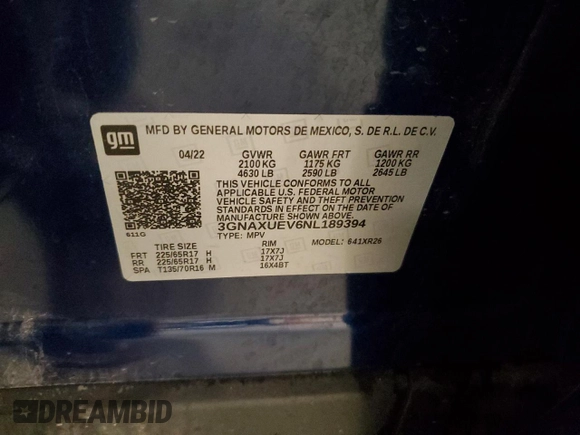 gm
MFD BY GENERAL MOTORS DE MEXICO, S. DE R.L. DE C.V.
04/22 GVWR GAWR FRT GAWR RR
2100 KG 1175 KG 1200 KG
4630 LB 2590 LB 2645 LB
THIS VEHICLE CONFORMS TO ALL
APPLICABLE U.S. FEDERAL MOTOR
VEHICLE SAFETY AND THEFT PREVENTION
STANDARDS IN EFFECT ON THE DATE OF
MANUFACTURE SHOWN ABOVE.
3GNAXUEV6NL189394
611G TYPE: MPV MODEL: 641XR26
TIRE SIZE RIM
FRT 225/65R17 H 17X7J
RR 225/65R17 H 17X7J
SPA T135/70R16 M 16X4BT
DREAMBID